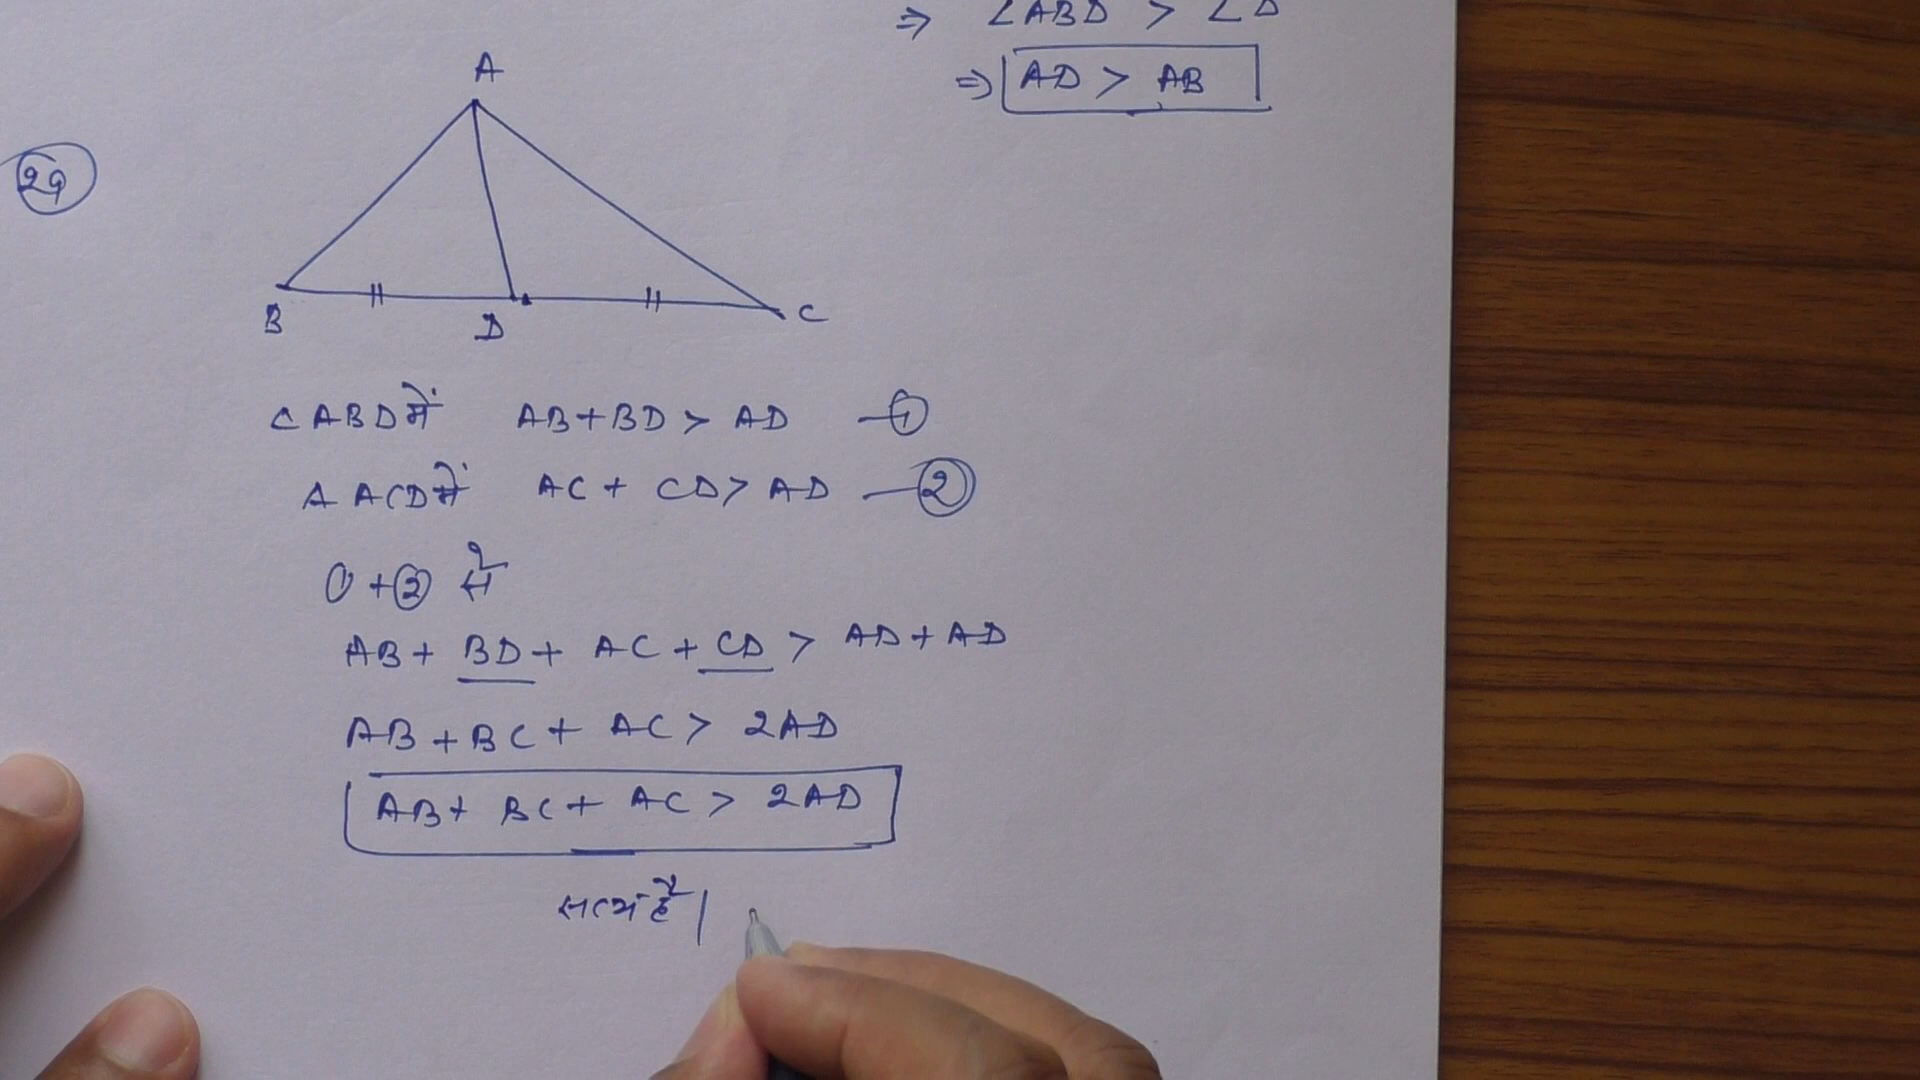 ⇒ ∠ABD > ∠D
⇒ AD > AB
29
A
B D C
△ABD में AB+BD > AD —①
△ACD में AC + CD > AD —②
①+② से
AB + BD + AC + CD > AD + AD
AB + BC + AC > 2AD
AB + BC + AC > 2AD
सत्य है|